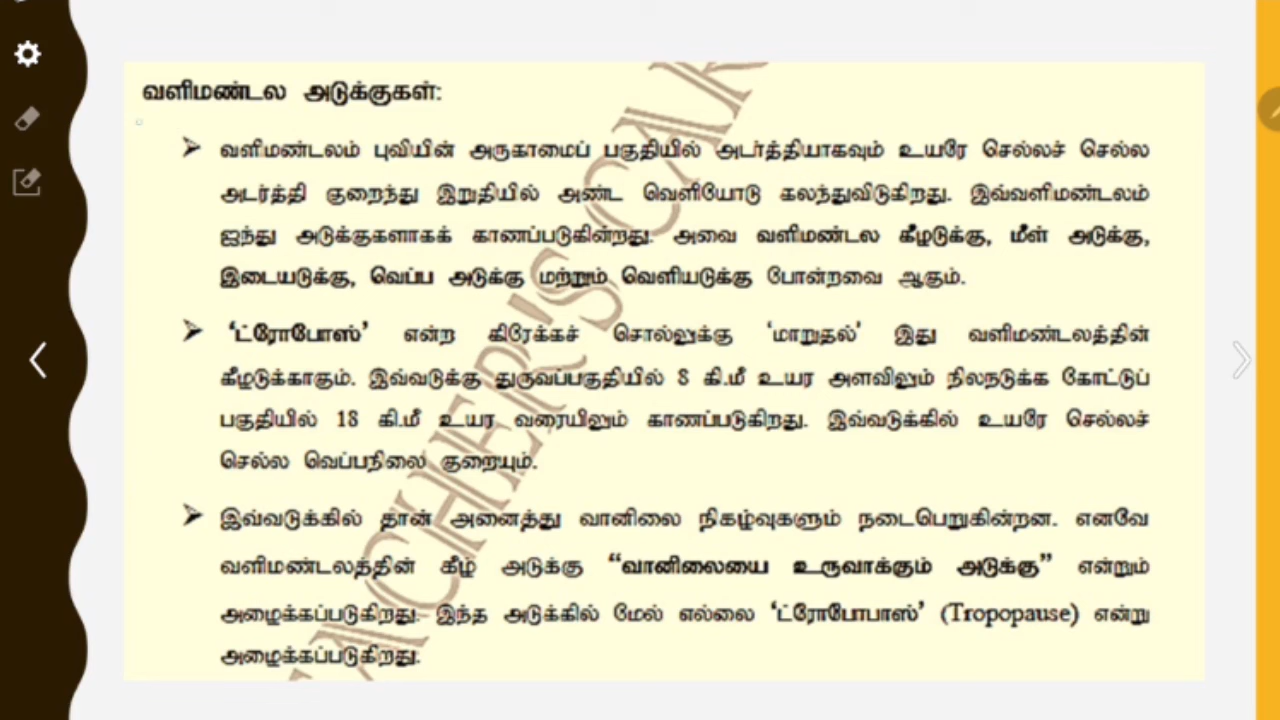 வளிமண்டல அடுக்குகள்:
➢ வளிமண்டலம் புவியின் அருகாமைப் பகுதியில் அடர்த்தியாகவும் உயரே செல்லச் செல்ல
அடர்த்தி குறைந்து இறுதியில் அண்ட வெளியோடு கலந்துவிடுகிறது. இவ்வளிமண்டலம்
ஐந்து அடுக்குகளாகக் காணப்படுகின்றது. அவை வளிமண்டல கீழடுக்கு, மீள் அடுக்கு,
இடையடுக்கு, வெப்ப அடுக்கு மற்றும் வெளியடுக்கு போன்றவை ஆகும்.
➢ ‘ட்ரோபோஸ்’ என்ற கிரேக்கச் சொல்லுக்கு ‘மாறுதல்’ இது வளிமண்டலத்தின்
கீழடுக்காகும். இவ்வடுக்கு துருவப்பகுதியில் 8 கி.மீ உயர அளவிலும் நிலநடுக்க கோட்டுப்
பகுதியில் 18 கி.மீ உயர வரையிலும் காணப்படுகிறது. இவ்வடுக்கில் உயரே செல்லச்
செல்ல வெப்பநிலை குறையும்.
➢ இவ்வடுக்கில் தான் அனைத்து வானிலை நிகழ்வுகளும் நடைபெறுகின்றன. எனவே
வளிமண்டலத்தின் கீழ் அடுக்கு “வானிலையை உருவாக்கும் அடுக்கு” என்றும்
அழைக்கப்படுகிறது. இந்த அடுக்கில் மேல் எல்லை ‘ட்ரோபோபாஸ்’ (Tropopause) என்று
அழைக்கப்படுகிறது.